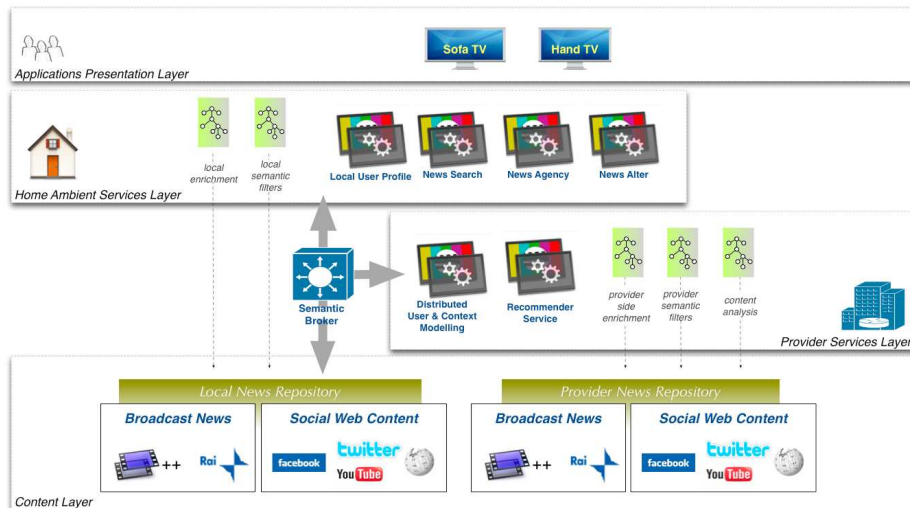 Sofa TV
Hand TV
Applications Presentation Layer
local
enrichment
local
semantic
filters
Local User Profile
News Search
News Agency
News Alter
Home Ambient Services Layer
Semantic
Broker
Distributed
User & Context
Modelling
Recommender
Service
provider
side
enrichment
provider
semantic
filters
content
analysis
Provider Services Layer
Local News Repository
Provider News Repository
Broadcast News
Social Web Content
Broadcast News
Social Web Content
++
Rai
facebook
twitter
YouTube
++
Rai
facebook
twitter
YouTube
Content Layer